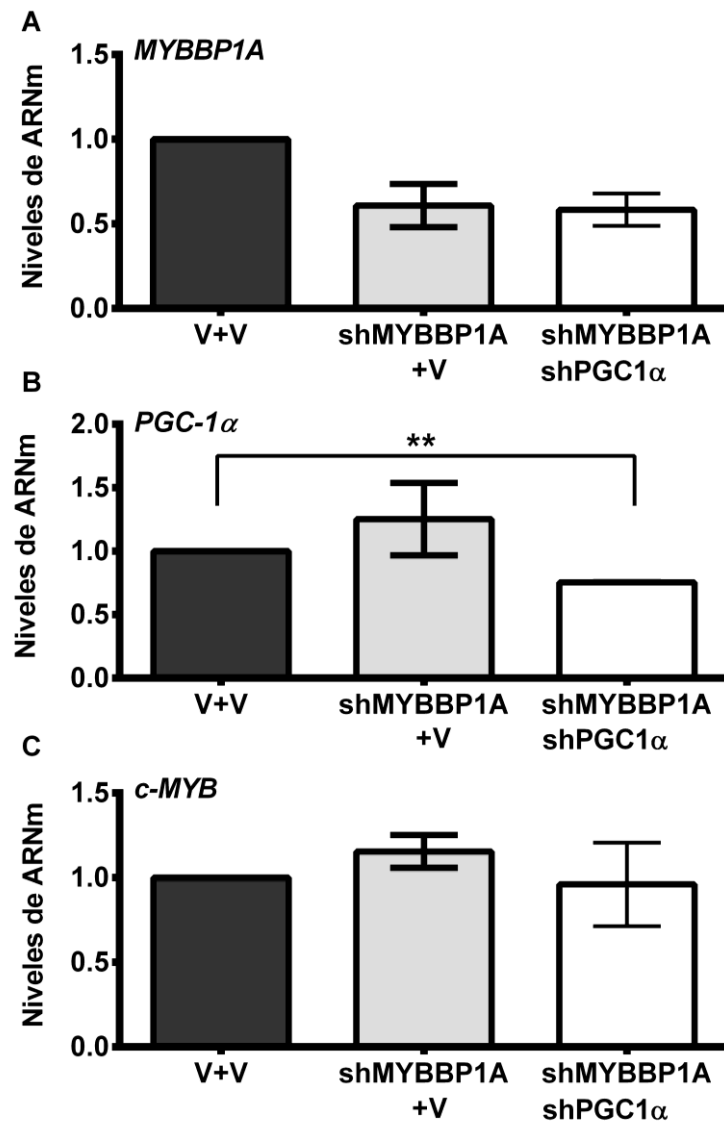 A
MYBBP1A
Niveles de ARNm
1.5
1.0
0.5
0.0
V+V
shMYBBP1A
+V
shMYBBP1A
shPGC1α
B
PGC-1α
**
Niveles de ARNm
2.0
1.5
1.0
0.5
0.0
V+V
shMYBBP1A
+V
shMYBBP1A
shPGC1α
C
c-MYB
Niveles de ARNm
1.5
1.0
0.5
0.0
V+V
shMYBBP1A
+V
shMYBBP1A
shPGC1α